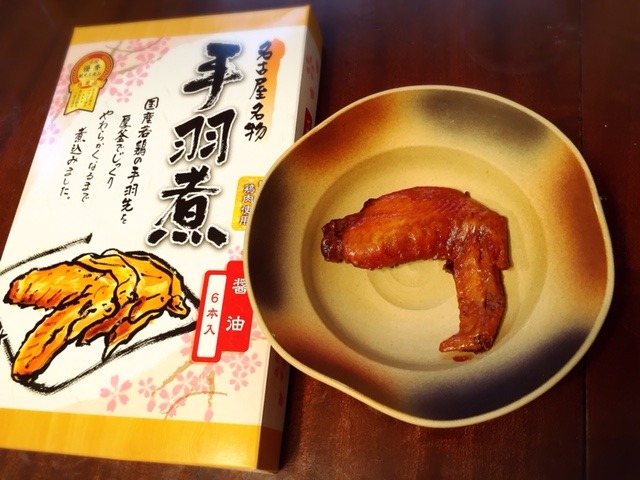 名古屋名物
手羽煮
国産若鶏の手羽先を
厚釜でじっくり
やわらかくなるまで
煮込みました。
鶏肉使用
醤油
6本入